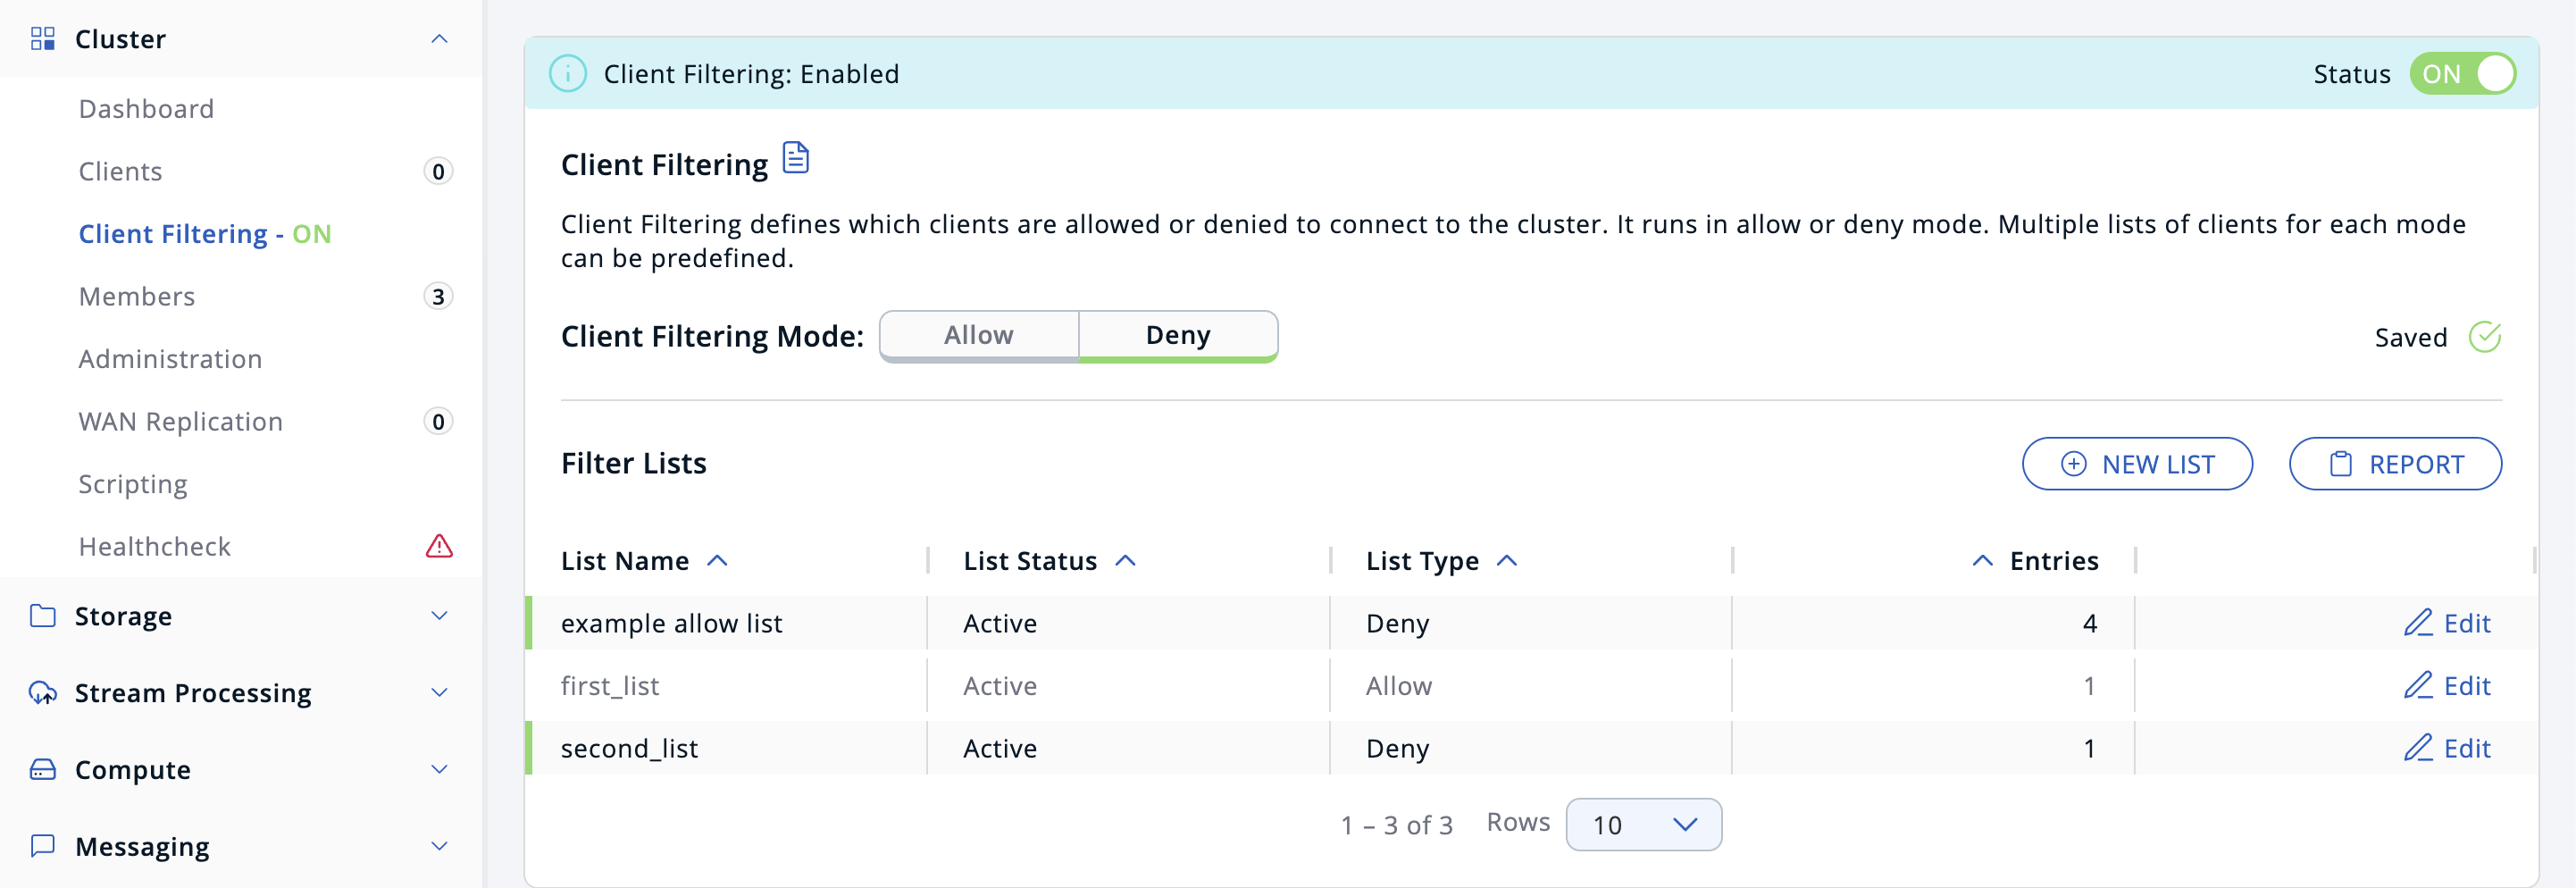 Cluster
Dashboard
Clients 0
Client Filtering - ON
Members 3
Administration
WAN Replication 0
Scripting
Healthcheck
Storage
Stream Processing
Compute
Messaging
Client Filtering: Enabled
Status ON
Client Filtering
Client Filtering defines which clients are allowed or denied to connect to the cluster. It runs in allow or deny mode. Multiple lists of clients for each mode
can be predefined.
Client Filtering Mode: Allow Deny
Saved
Filter Lists
NEW LIST
REPORT
List Name List Status List Type Entries
example allow list Active Deny 4 Edit
first_list Active Allow 1 Edit
second_list Active Deny 1 Edit
1 – 3 of 3 Rows 10